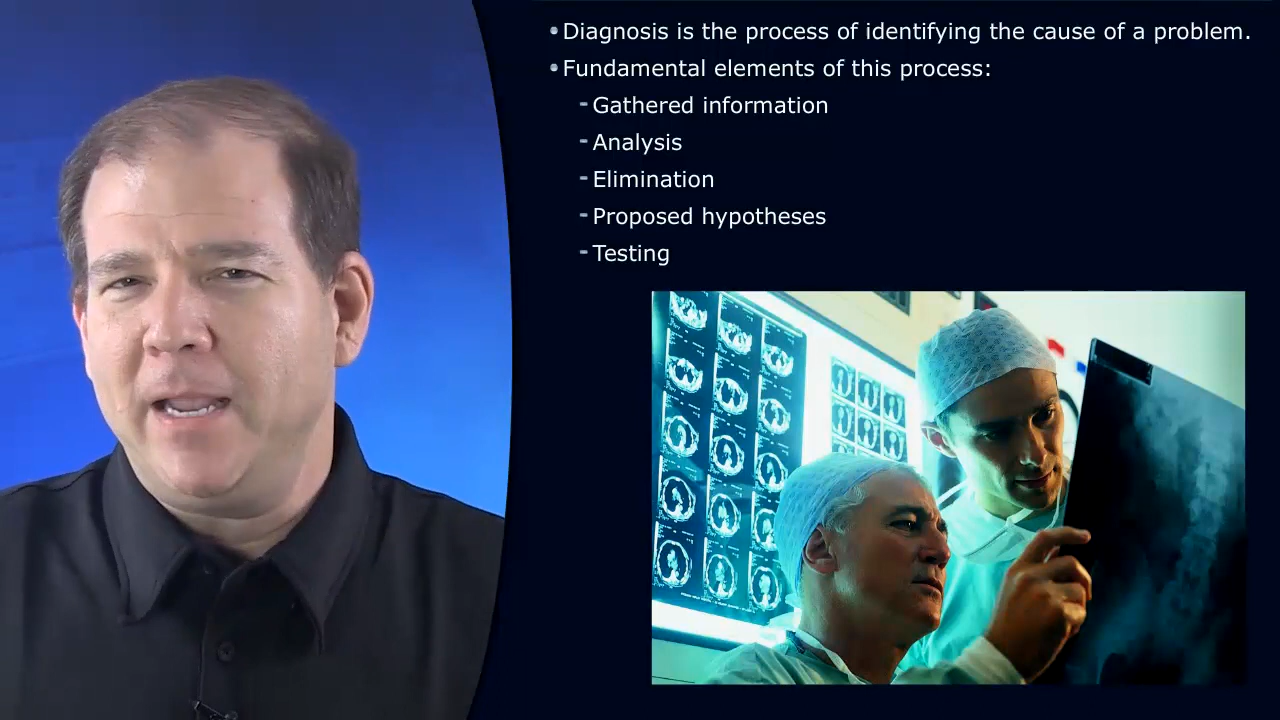 • Diagnosis is the process of identifying the cause of a problem.
• Fundamental elements of this process:
- Gathered information
- Analysis
- Elimination
- Proposed hypotheses
- Testing